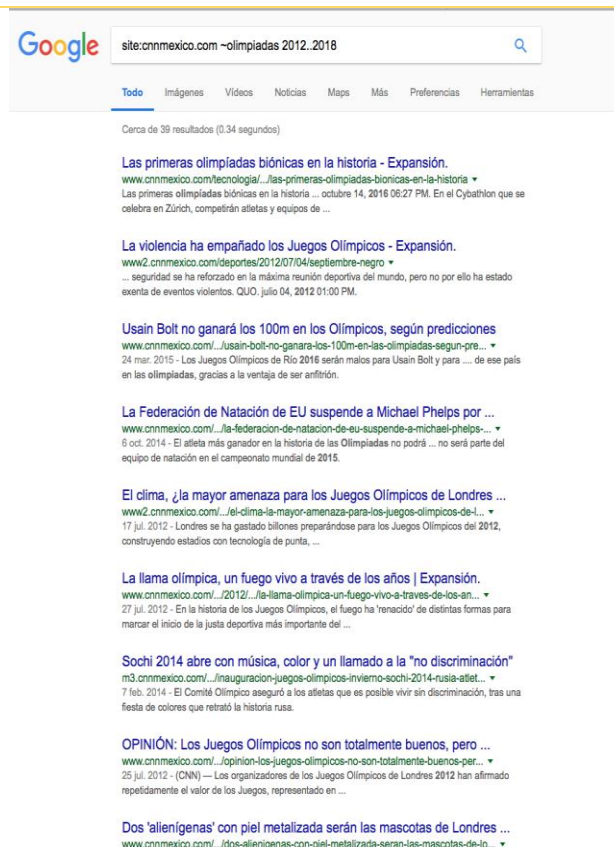 Google
site:cnnmexico.com ~olimpiadas 2012..2018
Todo Imágenes Vídeos Noticias Maps Más Preferencias Herramientas
Cerca de 39 resultados (0.34 segundos)
Las primeras olimpíadas biónicas en la historia - Expansión.
www.cnnmexico.com/tecnologia/.../las-primeras-olimpiadas-bionicas-en-la-historia
Las primeras olimpíadas biónicas en la historia ... octubre 14, 2016 06:27 PM. En el Cybathlon que se
celebra en Zúrich, competirán atletas y equipos de ...
La violencia ha empañado los Juegos Olímpicos - Expansión.
www2.cnnmexico.com/deportes/2012/07/04/septiembre-negro
... seguridad se ha reforzado en la máxima reunión deportiva del mundo, pero no por ello ha estado
exenta de eventos violentos. QUO. julio 04, 2012 01:00 PM.
Usain Bolt no ganará los 100m en los Olímpicos, según predicciones
www.cnnmexico.com/.../usain-bolt-no-ganara-los-100m-en-las-olimpiadas-segun-pre...
24 mar. 2015 - Los Juegos Olímpicos de Río 2016 serán malos para Usain Bolt y para .... de ese país
en las olimpiadas, gracias a la ventaja de ser anfitrión.
La Federación de Natación de EU suspende a Michael Phelps por ...
www.cnnmexico.com/.../la-federacion-de-natacion-de-eu-suspende-a-michael-phelps-...
6 oct. 2014 - El atleta más ganador en la historia de las Olimpiadas no podrá ... no será parte del
equipo de natación en el campeonato mundial de 2015.
El clima, ¿la mayor amenaza para los Juegos Olímpicos de Londres ...
www2.cnnmexico.com/.../el-clima-la-mayor-amenaza-para-los-juegos-olimpicos-de-l...
17 jul. 2012 - Londres se ha gastado billones preparándose para los Juegos Olímpicos del 2012,
construyendo estadios con tecnología de punta, ...
La llama olímpica, un fuego vivo a través de los años | Expansión.
www.cnnmexico.com/.../2012/.../la-llama-olimpica-un-fuego-vivo-a-traves-de-los-an...
27 jul. 2012 - En la historia de los Juegos Olímpicos, el fuego ha 'renacido' de distintas formas para
marcar el inicio de la justa deportiva más importante del ...
Sochi 2014 abre con música, color y un llamado a la "no discriminación"
m3.cnnmexico.com/.../inauguracion-juegos-olimpicos-invierno-sochi-2014-rusia-atlet...
7 feb. 2014 - El Comité Olímpico aseguró a los atletas que es posible vivir sin discriminación, tras una
fiesta de colores que retrató la historia rusa.
OPINIÓN: Los Juegos Olímpicos no son totalmente buenos, pero ...
www.cnnmexico.com/.../opinion-los-juegos-olimpicos-no-son-totalmente-buenos-per...
25 jul. 2012 - (CNN) — Los organizadores de los Juegos Olímpicos de Londres 2012 han afirmado
repetidamente el valor de los Juegos, representado en ...
Dos 'alienígenas' con piel metalizada serán las mascotas de Londres ...
www.cnnmexico.com/.../dos-alienigenas-con-piel-metalizada-seran-las-mascotas-de-lo...